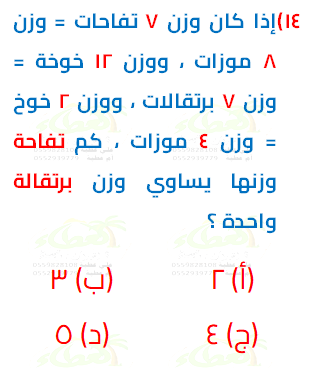 ١٤)إذا كان وزن ٧ تفاحات = وزن
٨ موزات ، ووزن ١٢ خوخة =
وزن ٧ برتقالات ، ووزن ٢ خوخ
= وزن ٤ موزات ، كم تفاحة
وزنها يساوي وزن برتقالة
واحدة ؟
(أ) ٢ (ب) ٣
(ج) ٤ (د) ٥